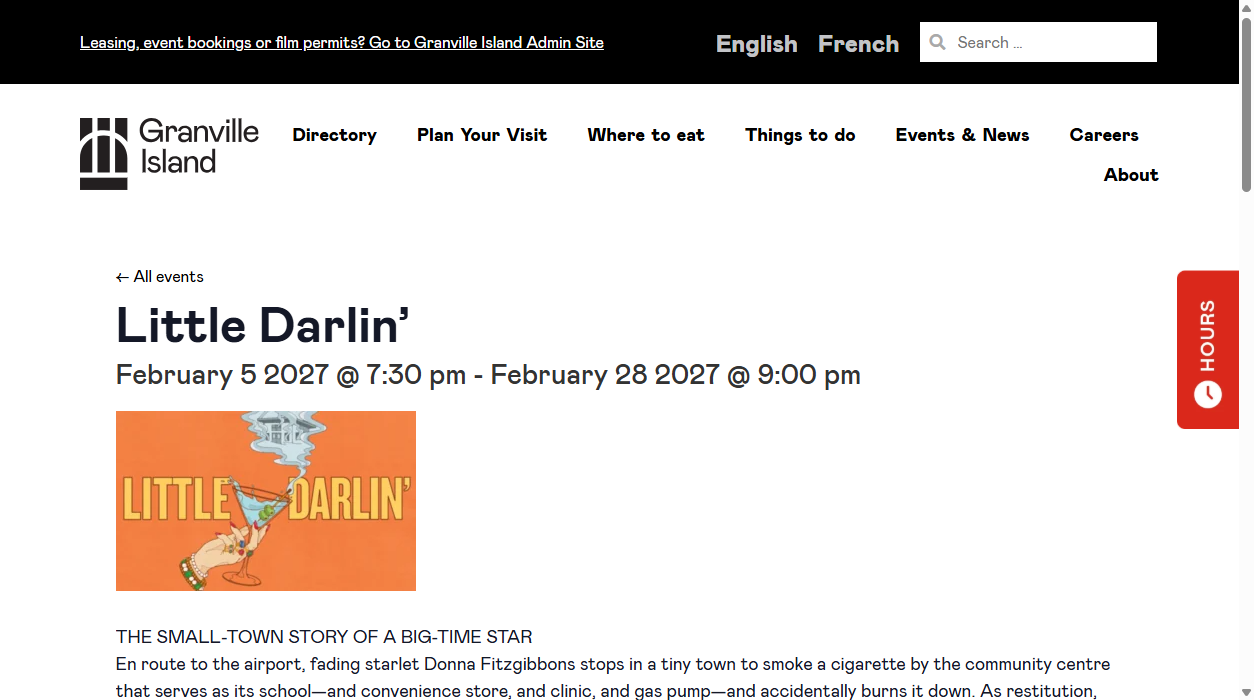 Leasing, event bookings or film permits? Go to Granville Island Admin Site
English French Search ...
Granville Island
Directory Plan Your Visit Where to eat Things to do Events & News Careers
About
← All events
Little Darlin’
February 5 2027 @ 7:30 pm - February 28 2027 @ 9:00 pm
HOURS
LITTLE DARLIN'
THE SMALL-TOWN STORY OF A BIG-TIME STAR
En route to the airport, fading starlet Donna Fitzgibbons stops in a tiny town to smoke a cigarette by the community centre
that serves as its school—and convenience store, and clinic, and gas pump—and accidentally burns it down. As restitution,